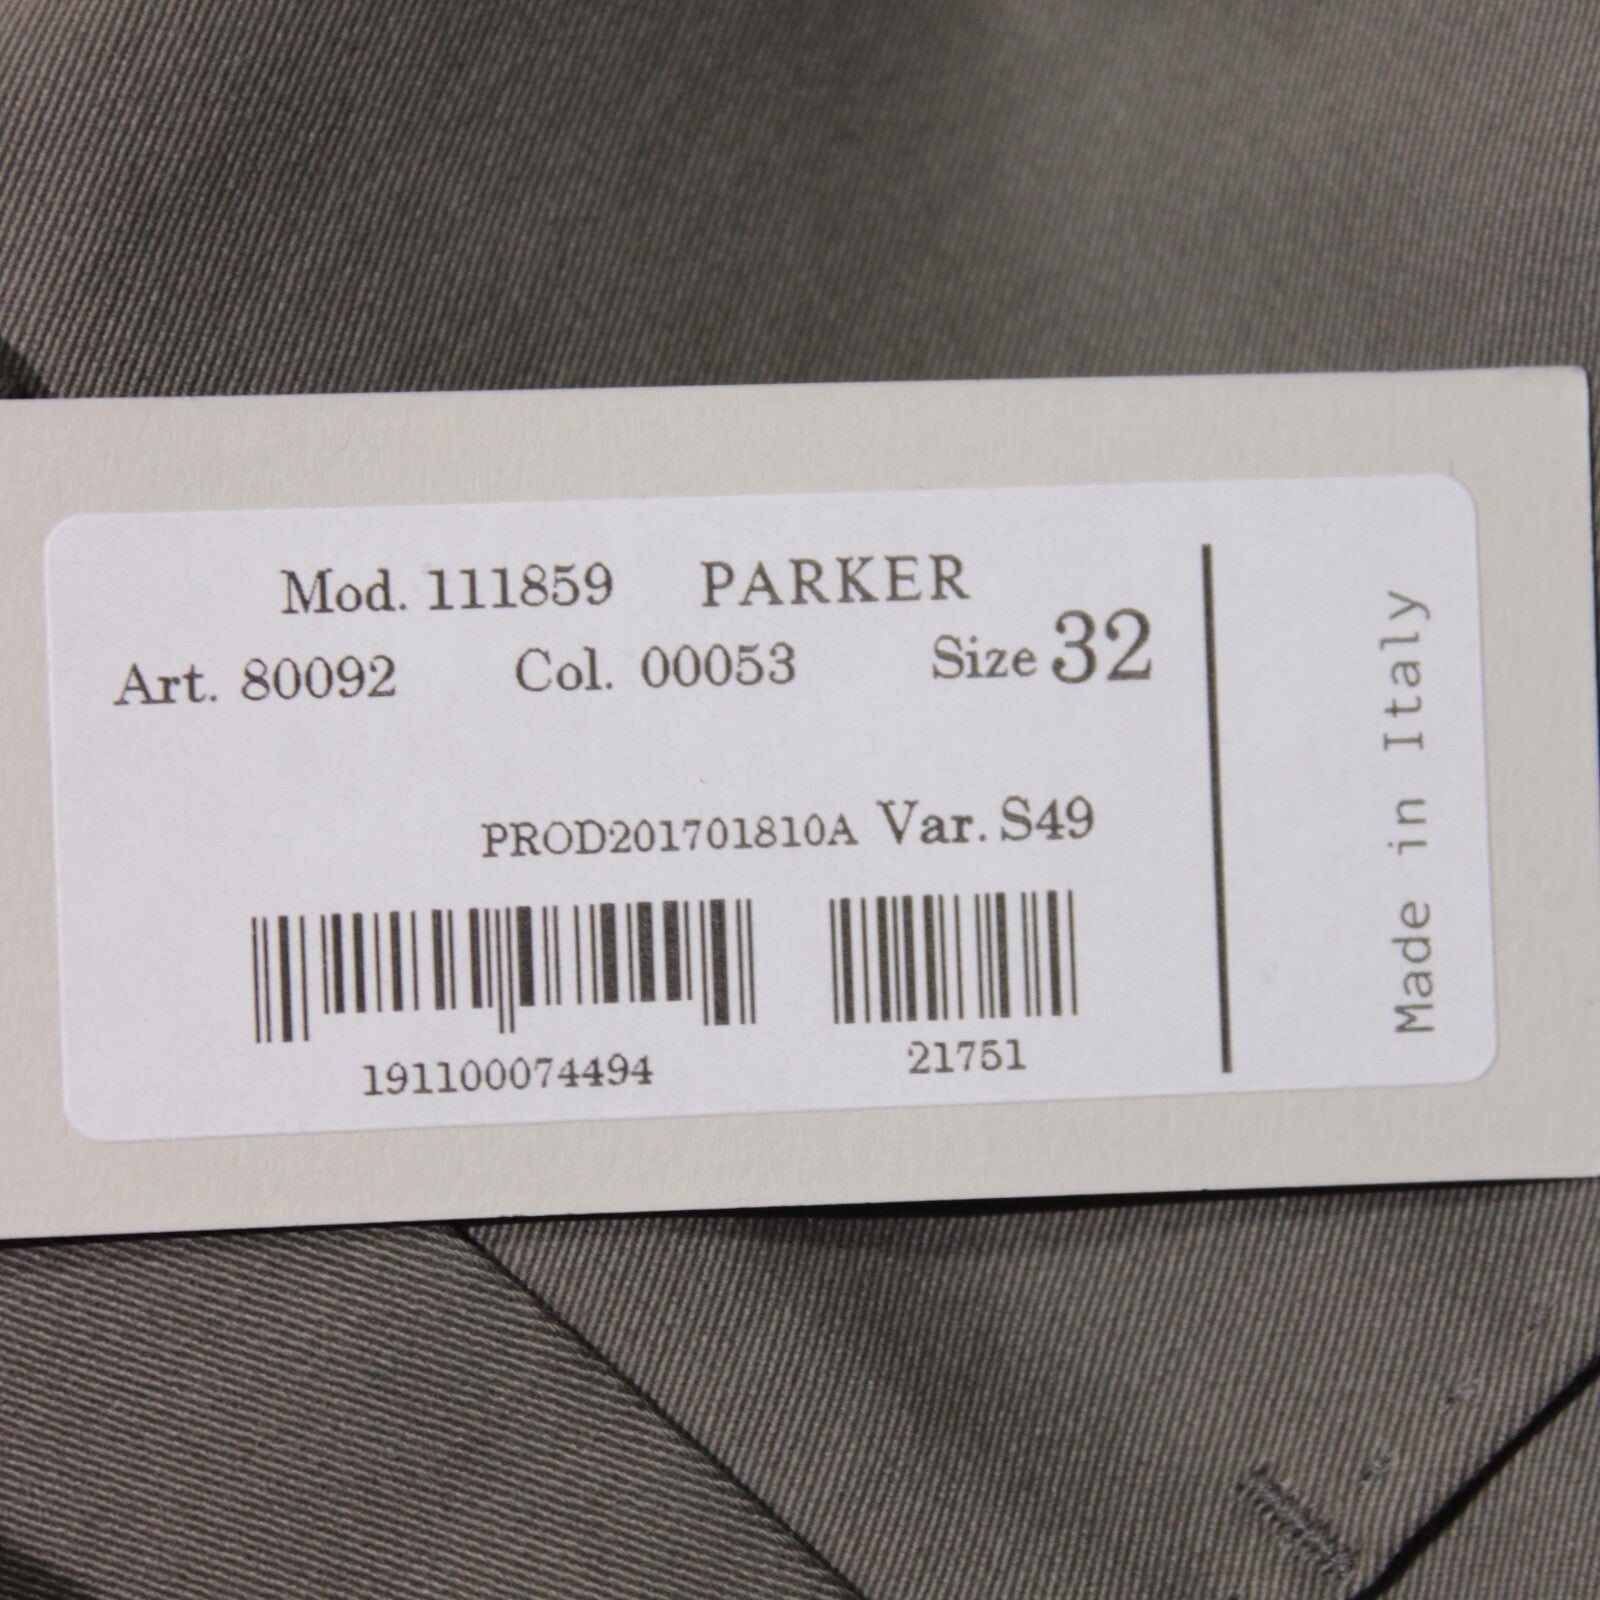 Mod. 111859 PARKER
Art. 80092 Col. 00053 Size 32
PROD201701810A Var. S49
191100074494 21751
Made in Italy